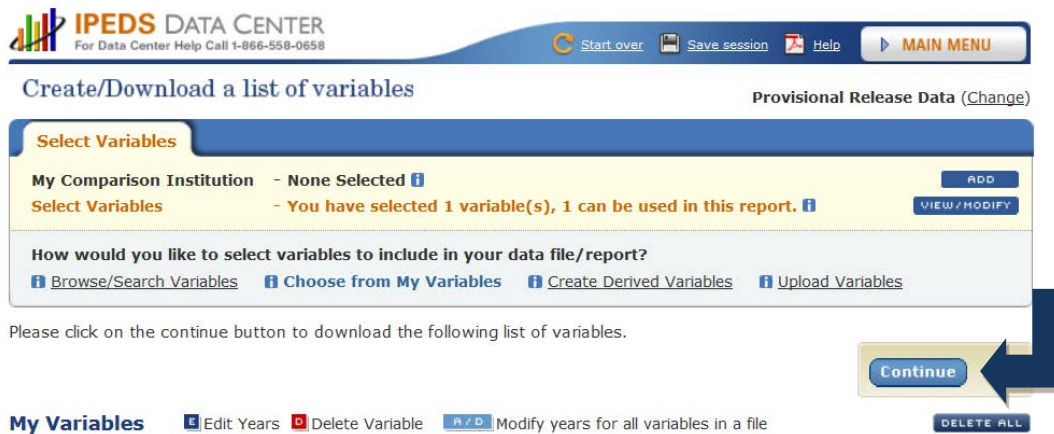 IPEDS DATA CENTER
For Data Center Help Call 1-866-558-0658
Start over Save session Help MAIN MENU
Create/Download a list of variables
Provisional Release Data (Change)
Select Variables
My Comparison Institution - None Selected i ADD
Select Variables - You have selected 1 variable(s), 1 can be used in this report. i VIEW/MODIFY
How would you like to select variables to include in your data file/report?
i Browse/Search Variables i Choose from My Variables i Create Derived Variables i Upload Variables
Please click on the continue button to download the following list of variables.
Continue
My Variables E Edit Years D Delete Variable A/D Modify years for all variables in a file DELETE ALL